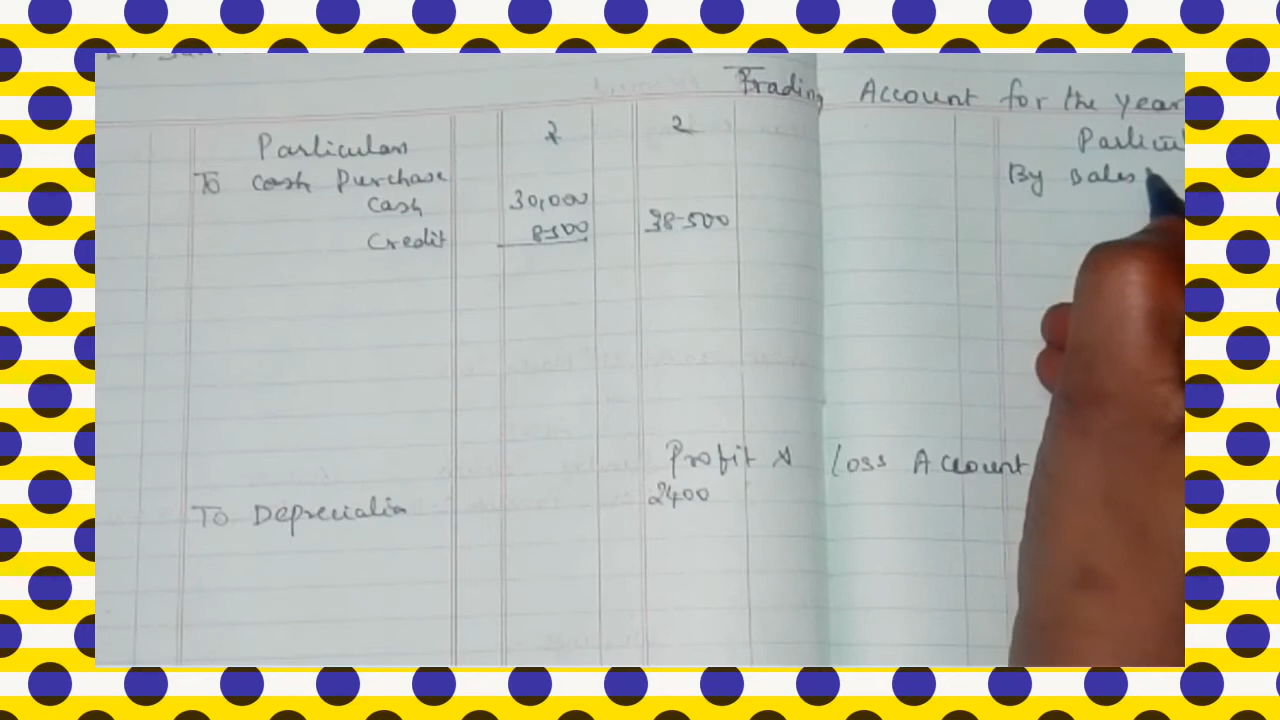 Trading Account for the year
Particulars ₹ ₹ Particu
To Cash Purchase By Sales
Cash 30,000
Credit 8500 38500
Profit & Loss Account
To Depreciation 2400